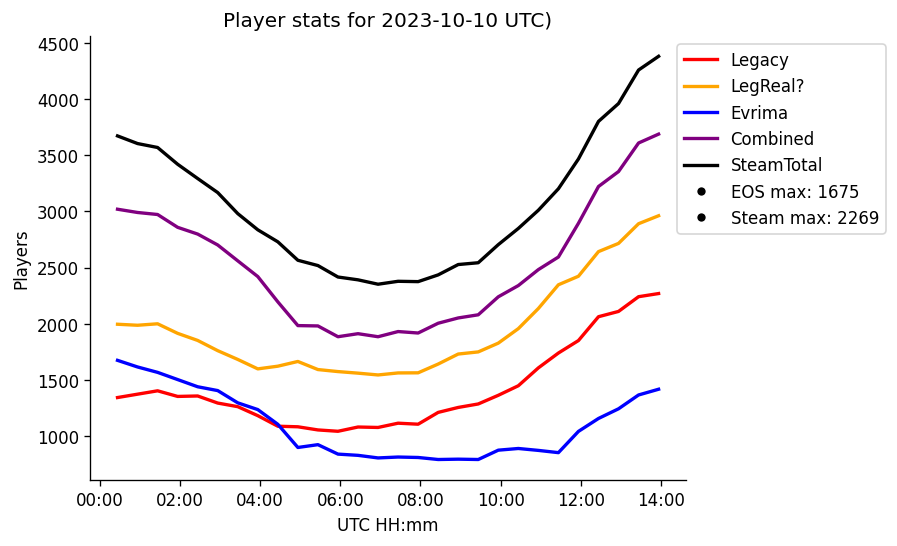 Player stats for 2023-10-10 UTC)
4500
4000
3500
3000
2500
2000
1500
1000
Players
00:00 02:00 04:00 06:00 08:00 10:00 12:00 14:00
UTC HH:mm
Legacy
LegReal?
Evrima
Combined
SteamTotal
EOS max: 1675
Steam max: 2269